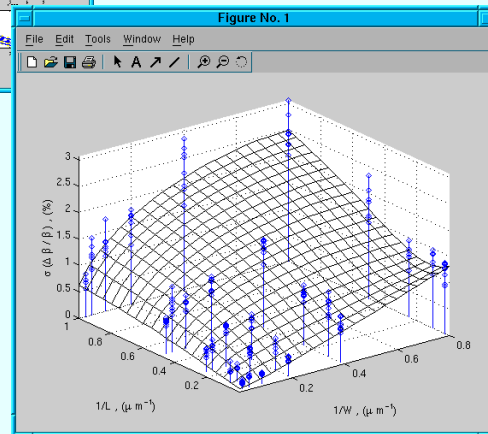 Figure No. 1
File Edit Tools Window Help
A
3
2.5
2
1.5
1
0.5
0
σ (Δ β / β ) , (%)
1
0.8
0.6
0.4
0.2
0.2
0.4
0.6
0.8
1/L , (μ m⁻¹)
1/W , (μ m⁻¹)